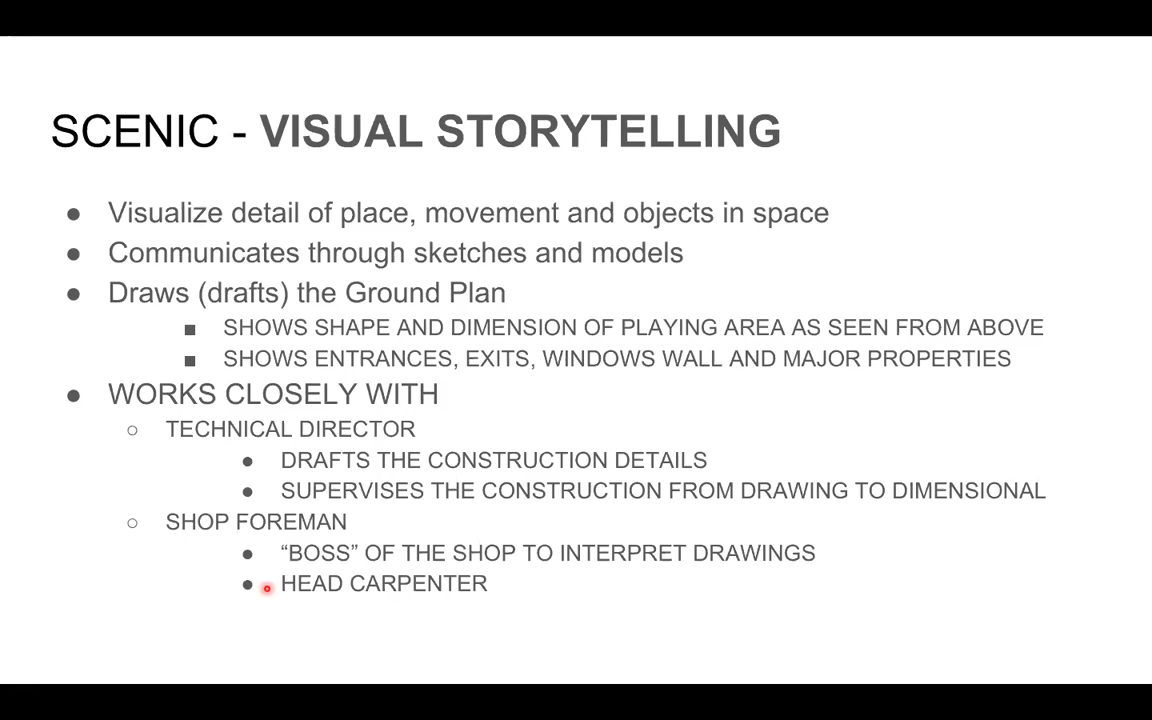 SCENIC - VISUAL STORYTELLING
● Visualize detail of place, movement and objects in space
● Communicates through sketches and models
● Draws (drafts) the Ground Plan
■ SHOWS SHAPE AND DIMENSION OF PLAYING AREA AS SEEN FROM ABOVE
■ SHOWS ENTRANCES, EXITS, WINDOWS WALL AND MAJOR PROPERTIES
● WORKS CLOSELY WITH
○ TECHNICAL DIRECTOR
● DRAFTS THE CONSTRUCTION DETAILS
● SUPERVISES THE CONSTRUCTION FROM DRAWING TO DIMENSIONAL
○ SHOP FOREMAN
● “BOSS” OF THE SHOP TO INTERPRET DRAWINGS
● HEAD CARPENTER